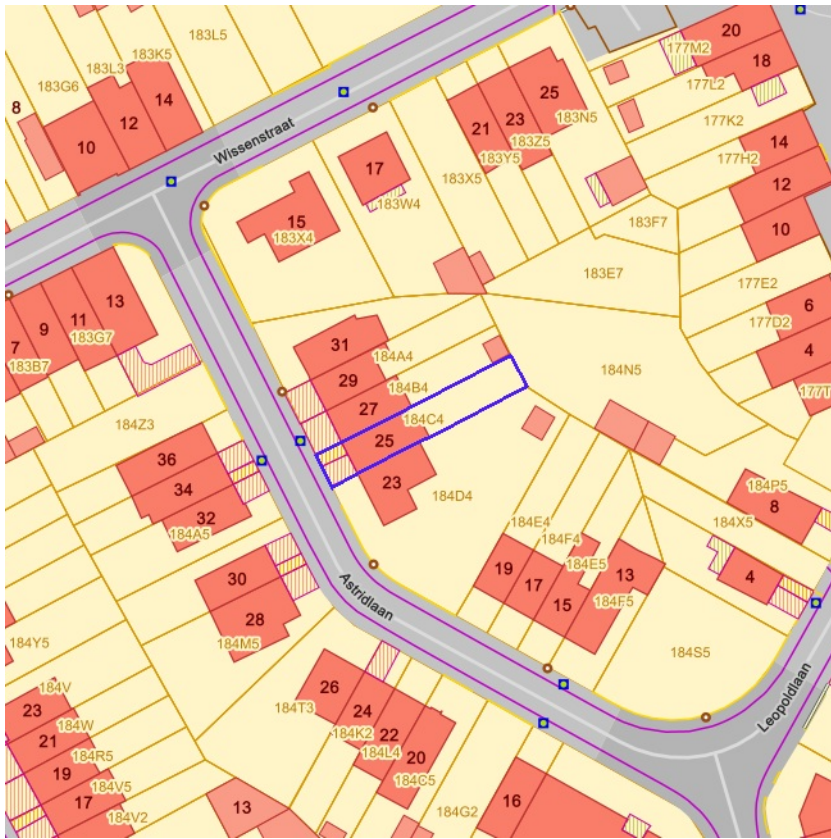 183L5
20
177M2
18
183K5
183L3
183G6
8
14
12
10
177L2
25
23
21
183N5
183Z5
183Y5
177K2
Wissenstraat
14
177H2
12
10
17
183W4
183X5
15
183X4
183F7
183E7
177E2
6
177D2
4
177T
13
11
9
7
183G7
183B7
31
184A4
29
184B4
27
184C4
25
23
184N5
184D4
184Z3
36
34
32
184A5
184P5
8
184X5
4
184E4
184F4
184E5
19
17
15
13
184F5
30
28
184M5
Astridlaan
184Y5
184S5
Leopoldlaan
184V
23
184W
21
184R5
19
184V5
17
184V2
184T3
26
24
184K2
22
184L4
20
184C5
13
184G2
16